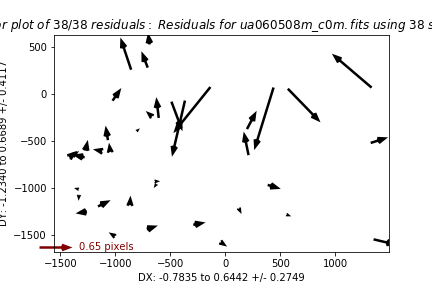 or plot of 38/38 residuals: Residuals for ua060508m_c0m.fits using 38 s
500
0
−500
−1000
−1500
DY: -1.2340 to 0.6689 +/- 0.4117
0.65 pixels
−1500 −1000 −500 0 500 1000
DX: -0.7835 to 0.6442 +/- 0.2749